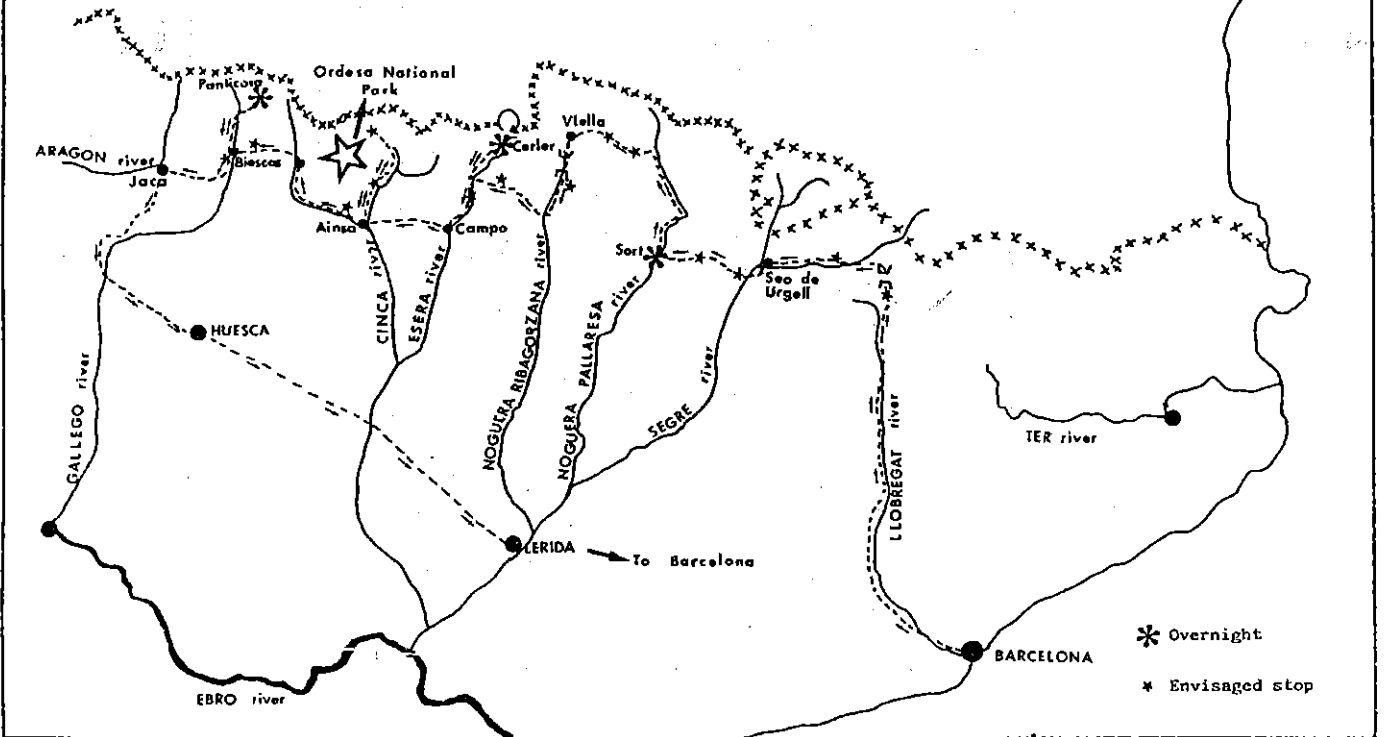 Ordesa National
Park
Panticosa
Viella
Cerler
ARAGON river
Biescas
Jaca
Ainsa
Campo
Sort
Seo de
Urgell
HUESCA
CINCA river
ESERA river
NOGUERA RIBAGORZANA river
NOGUERA PALLARESA river
SEGRE river
GALLEGO river
LLOBREGAT river
TER river
LERIDA
To Barcelona
BARCELONA
EBRO river
Overnight
Envisaged stop